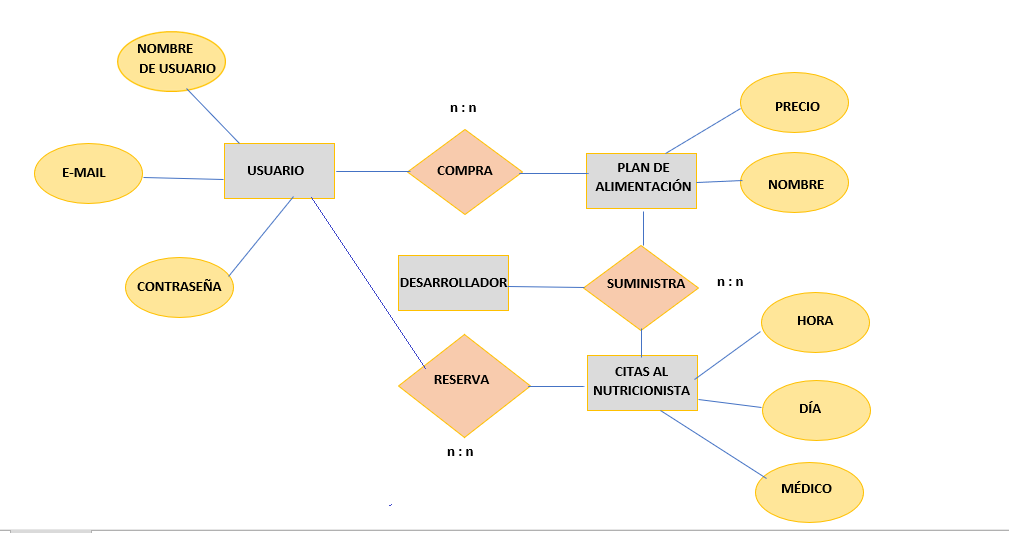 NOMBRE
DE USUARIO
n : n
PRECIO
E-MAIL
USUARIO
COMPRA
PLAN DE
ALIMENTACIÓN
NOMBRE
CONTRASEÑA
DESARROLLADOR
SUMINISTRA
n : n
HORA
RESERVA
CITAS AL
NUTRICIONISTA
DÍA
n : n
MÉDICO